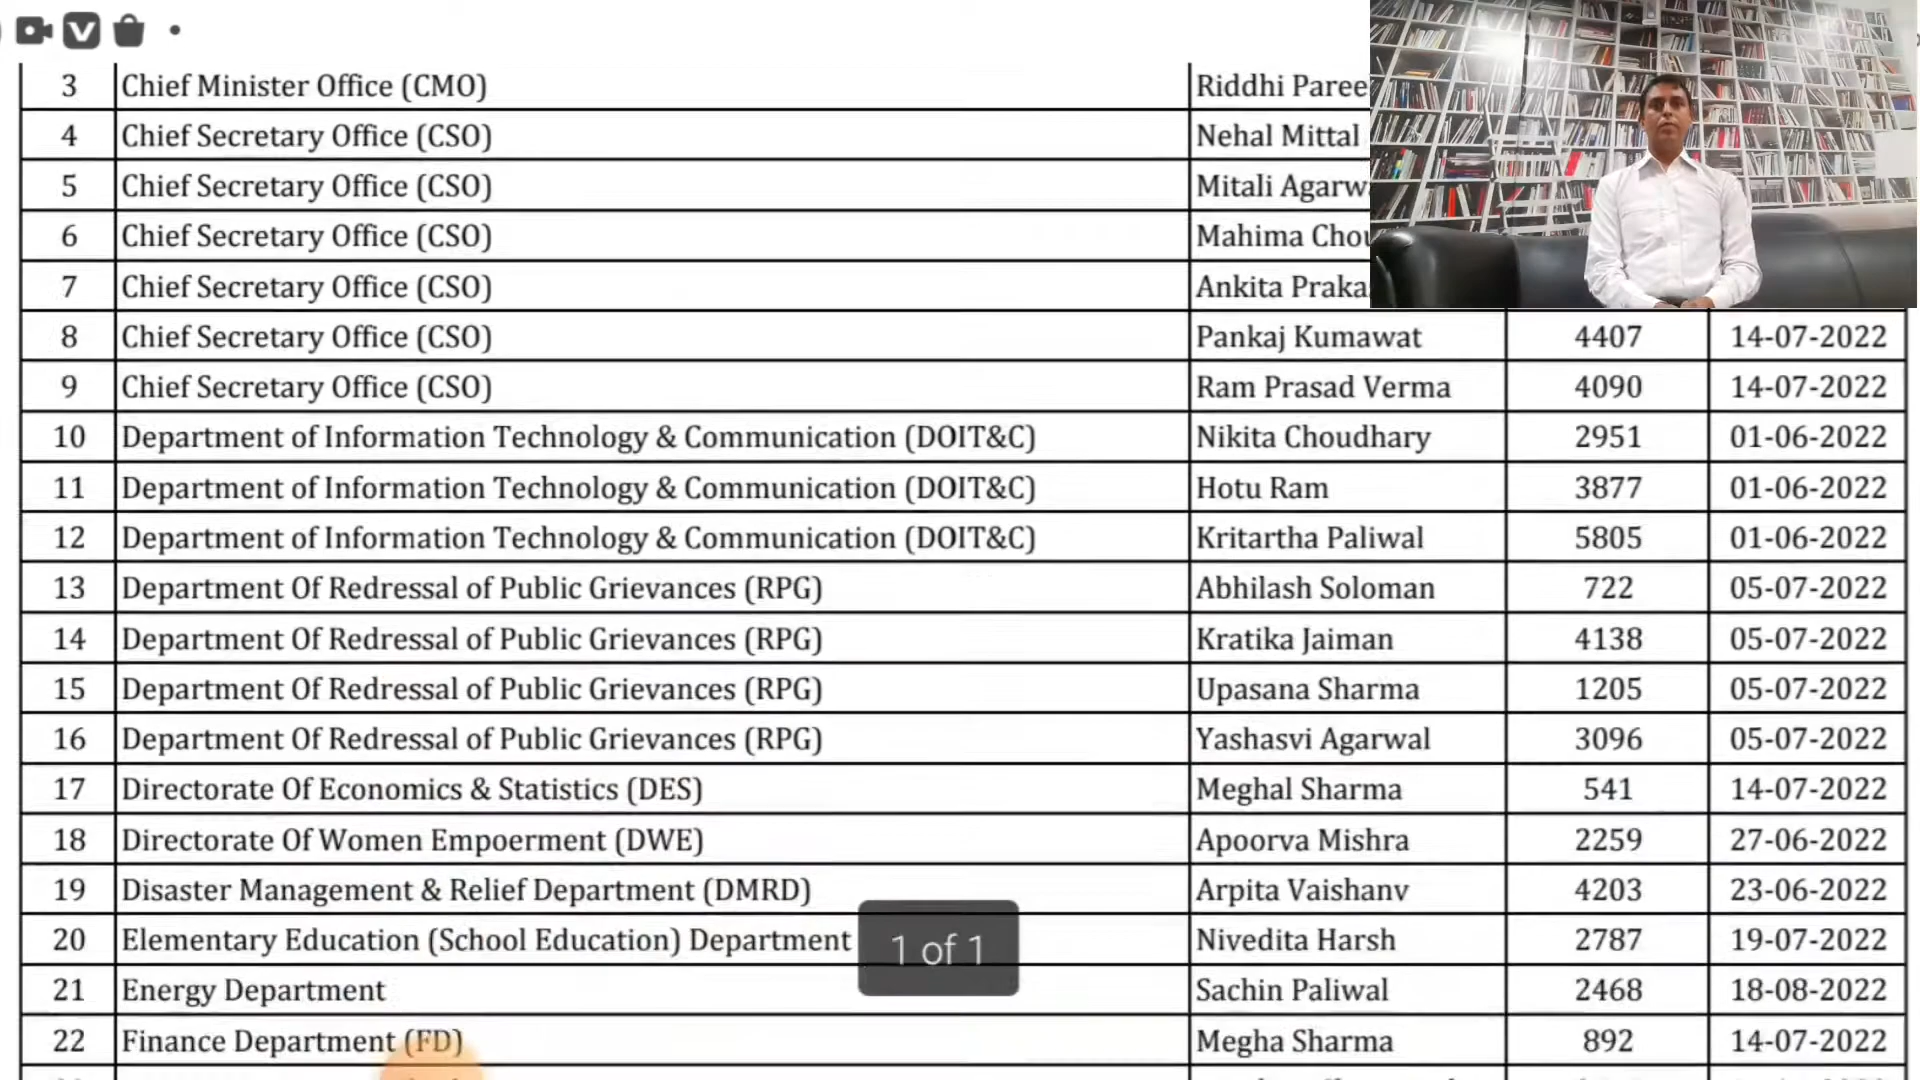 3 Chief Minister Office (CMO) Riddhi
4 Chief Secretary Office (CSO) Nehal Mittal
5 Chief Secretary Office (CSO) Mitali
6 Chief Secretary Office (CSO) Mahima
7 Chief Secretary Office (CSO) Ankita
8 Chief Secretary Office (CSO) Pankaj Kumawat 4407 14-07-2022
9 Chief Secretary Office (CSO) Ram Prasad Verma 4090 14-07-2022
10 Department of Information Technology & Communication (DOIT&C) Nikita Choudhary 2951 01-06-2022
11 Department of Information Technology & Communication (DOIT&C) Hotu Ram 3877 01-06-2022
12 Department of Information Technology & Communication (DOIT&C) Kritartha Paliwal 5805 01-06-2022
13 Department Of Redressal of Public Grievances (RPG) Abhilash Soloman 722 05-07-2022
14 Department Of Redressal of Public Grievances (RPG) Kratika Jaiman 4138 05-07-2022
15 Department Of Redressal of Public Grievances (RPG) Upasana Sharma 1205 05-07-2022
16 Department Of Redressal of Public Grievances (RPG) Yashasvi Agarwal 3096 05-07-2022
17 Directorate Of Economics & Statistics (DES) Meghal Sharma 541 14-07-2022
18 Directorate Of Women Empoerment (DWE) Apoorva Mishra 2259 27-06-2022
19 Disaster Management & Relief Department (DMRD) Arpita Vaishanv 4203 23-06-2022
20 Elementary Education (School Education) Department Nivedita Harsh 2787 19-07-2022
1 of 1
21 Energy Department Sachin Paliwal 2468 18-08-2022
22 Finance Department (FD) Megha Sharma 892 14-07-2022